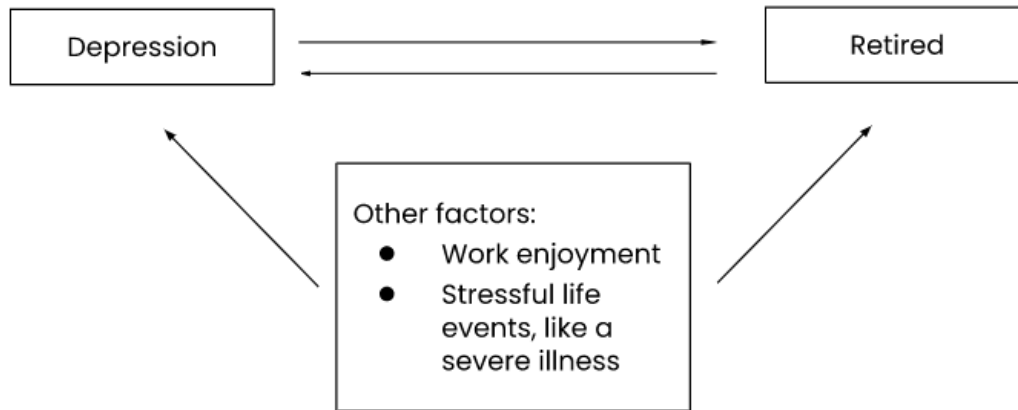 Depression
Retired
Other factors:
● Work enjoyment
● Stressful life
events, like a
severe illness